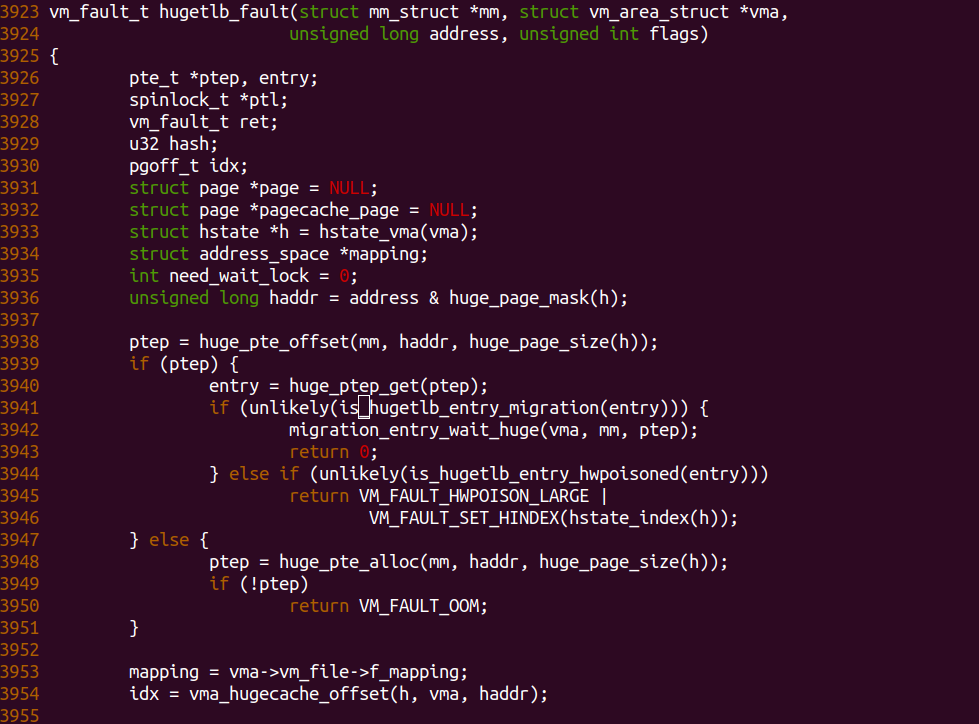 3923 vm_fault_t hugetlb_fault(struct mm_struct *mm, struct vm_area_struct *vma,
3924                         unsigned long address, unsigned int flags)
3925 {
3926         pte_t *ptep, entry;
3927         spinlock_t *ptl;
3928         vm_fault_t ret;
3929         u32 hash;
3930         pgoff_t idx;
3931         struct page *page = NULL;
3932         struct page *pagecache_page = NULL;
3933         struct hstate *h = hstate_vma(vma);
3934         struct address_space *mapping;
3935         int need_wait_lock = 0;
3936         unsigned long haddr = address & huge_page_mask(h);
3937
3938         ptep = huge_pte_offset(mm, haddr, huge_page_size(h));
3939         if (ptep) {
3940                 entry = huge_ptep_get(ptep);
3941                 if (unlikely(is_hugetlb_entry_migration(entry))) {
3942                         migration_entry_wait_huge(vma, mm, ptep);
3943                         return 0;
3944                 } else if (unlikely(is_hugetlb_entry_hwpoisoned(entry)))
3945                         return VM_FAULT_HWPOISON_LARGE |
3946                                 VM_FAULT_SET_HINDEX(hstate_index(h));
3947         } else {
3948                 ptep = huge_pte_alloc(mm, haddr, huge_page_size(h));
3949                 if (!ptep)
3950                         return VM_FAULT_OOM;
3951         }
3952
3953         mapping = vma->vm_file->f_mapping;
3954         idx = vma_hugecache_offset(h, vma, haddr);
3955